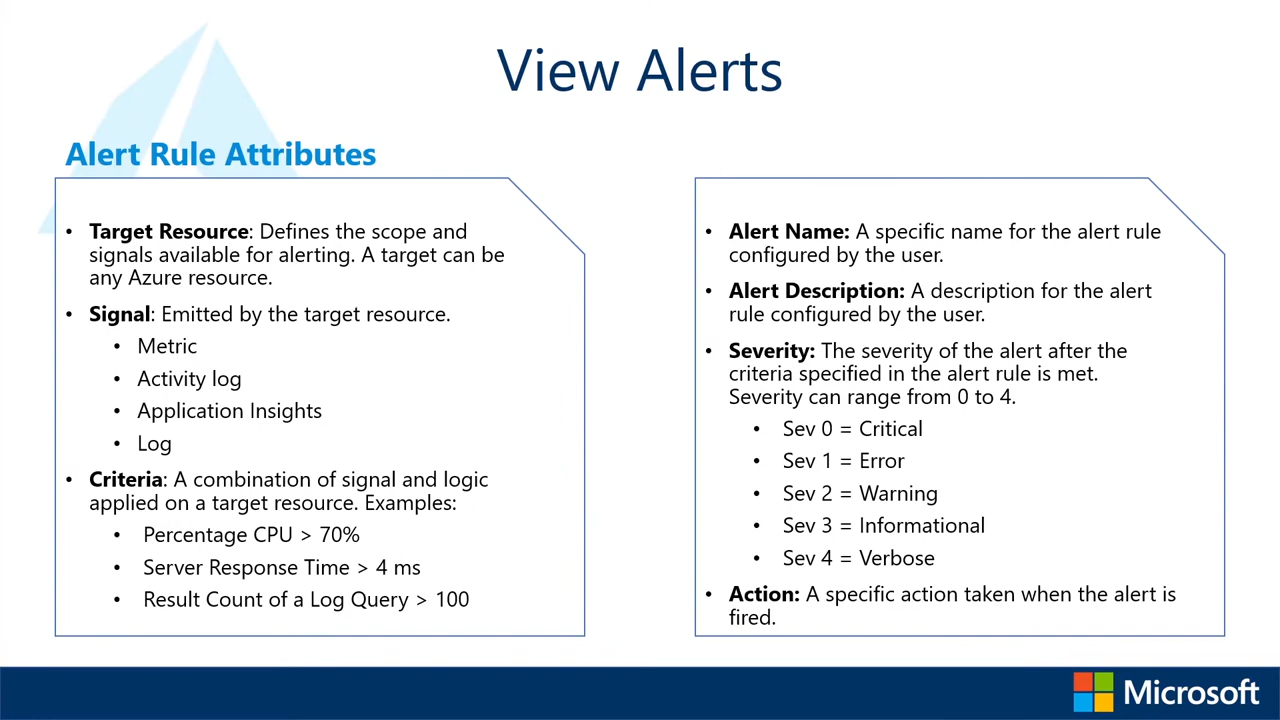 View Alerts
Alert Rule Attributes
• Target Resource: Defines the scope and
signals available for alerting. A target can be
any Azure resource.
• Signal: Emitted by the target resource.
• Metric
• Activity log
• Application Insights
• Log
• Criteria: A combination of signal and logic
applied on a target resource. Examples:
• Percentage CPU > 70%
• Server Response Time > 4 ms
• Result Count of a Log Query > 100
• Alert Name: A specific name for the alert rule
configured by the user.
• Alert Description: A description for the alert
rule configured by the user.
• Severity: The severity of the alert after the
criteria specified in the alert rule is met.
Severity can range from 0 to 4.
• Sev 0 = Critical
• Sev 1 = Error
• Sev 2 = Warning
• Sev 3 = Informational
• Sev 4 = Verbose
• Action: A specific action taken when the alert is
fired.
Microsoft